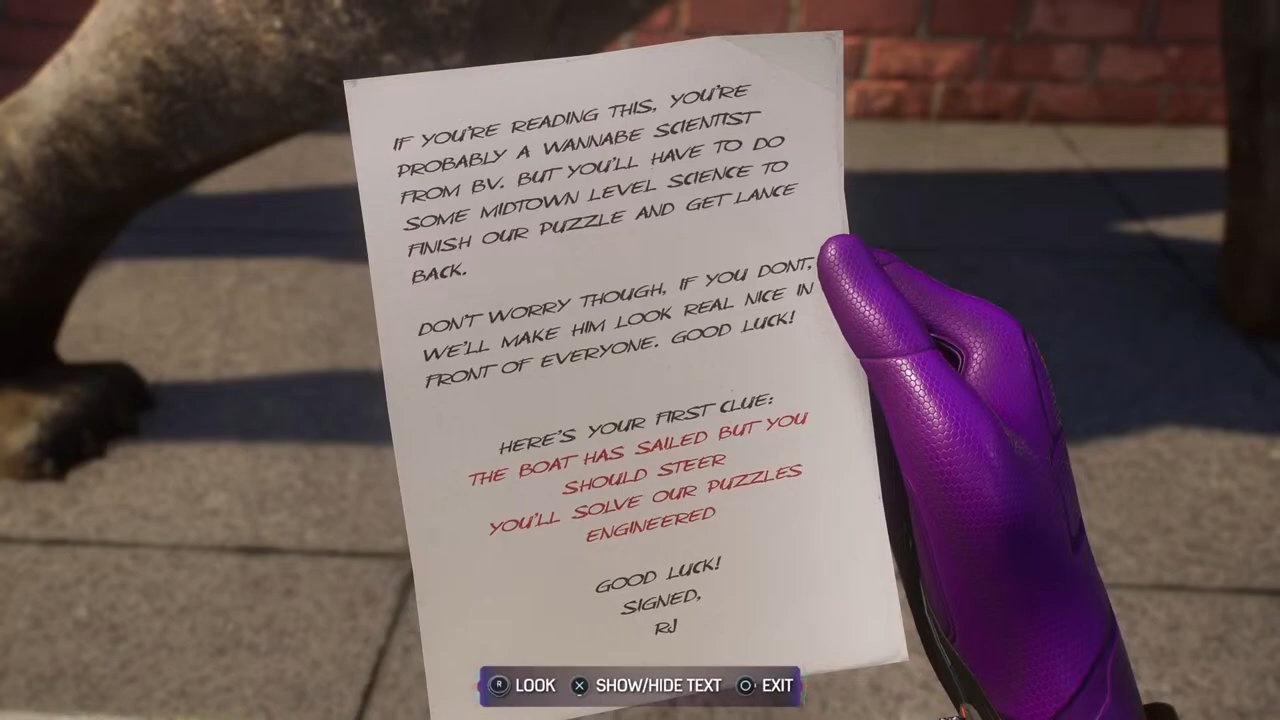 IF YOU'RE READING THIS, YOU'RE
PROBABLY A WANNABE SCIENTIST
FROM BV. BUT YOU'LL HAVE TO DO
SOME MIDTOWN LEVEL SCIENCE TO
FINISH OUR PUZZLE AND GET LANCE
BACK.
DON'T WORRY THOUGH, IF YOU DONT,
WE'LL MAKE HIM LOOK REAL NICE IN
FRONT OF EVERYONE. GOOD LUCK!
HERE'S YOUR FIRST CLUE:
THE BOAT HAS SAILED BUT YOU
SHOULD STEER
YOU'LL SOLVE OUR PUZZLES
ENGINEERED
GOOD LUCK!
SIGNED,
RJ
R LOOK X SHOW/HIDE TEXT O EXIT